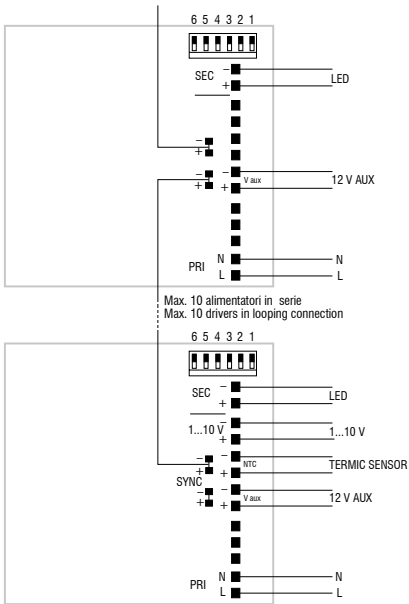 6 5 4 3 2 1
SEC
–
+
LED
–
+
–
+
–
+
V aux
12 V AUX
PRI
N
L
N
L
Max. 10 alimentatori in serie
Max. 10 drivers in looping connection
6 5 4 3 2 1
SEC
–
+
LED
1...10 V
–
+
1...10 V
–
+
SYNC
–
+
–
+
NTC
TERMIC SENSOR
–
+
V aux
12 V AUX
PRI
N
L
N
L